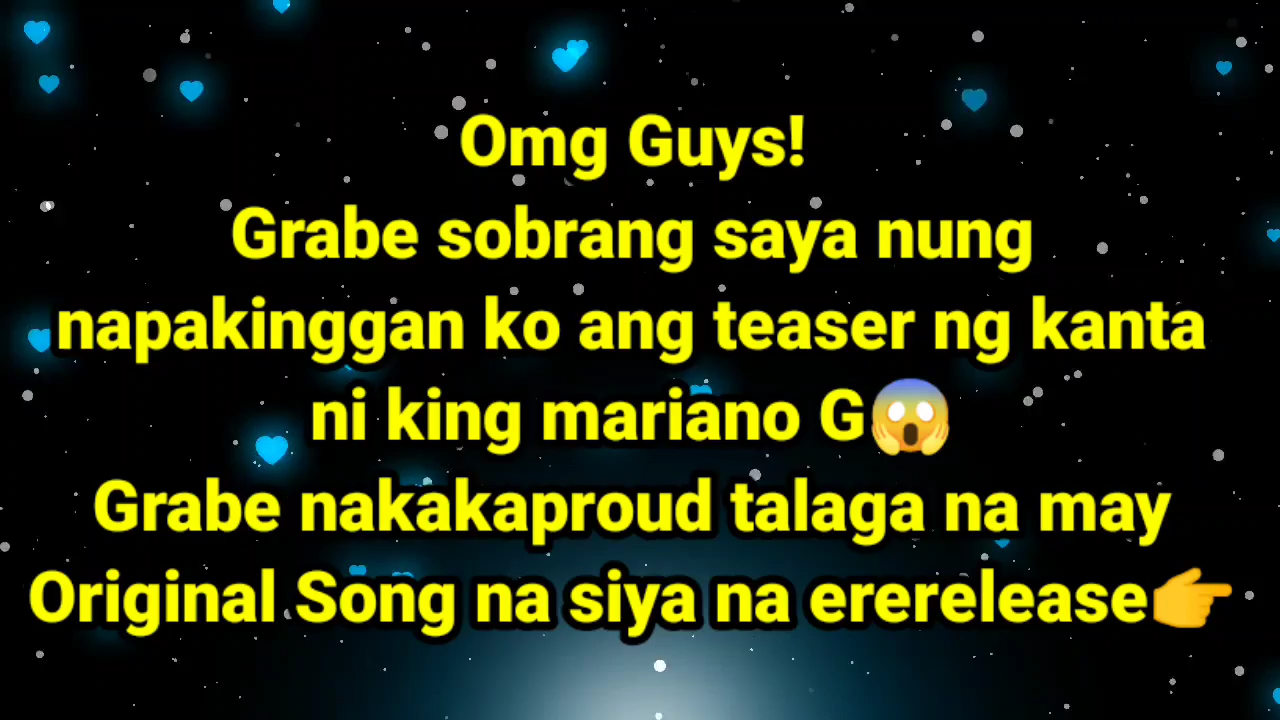 Omg Guys!
Grabe sobrang saya nung
napakinggan ko ang teaser ng kanta
ni king mariano G😱
Grabe nakakaproud talaga na may
Original Song na siya na ererelease👉